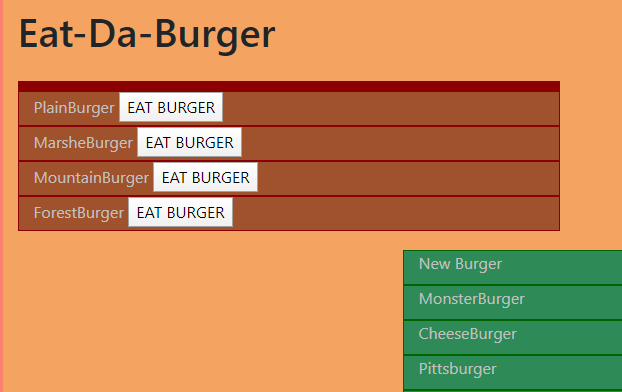 Eat-Da-Burger
PlainBurger EAT BURGER
MarsheBurger EAT BURGER
MountainBurger EAT BURGER
ForestBurger EAT BURGER
New Burger
MonsterBurger
CheeseBurger
Pittsburger